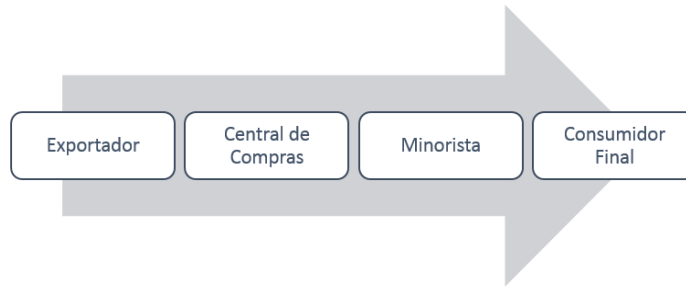 Exportador
Central de
Compras
Minorista
Consumidor
Final